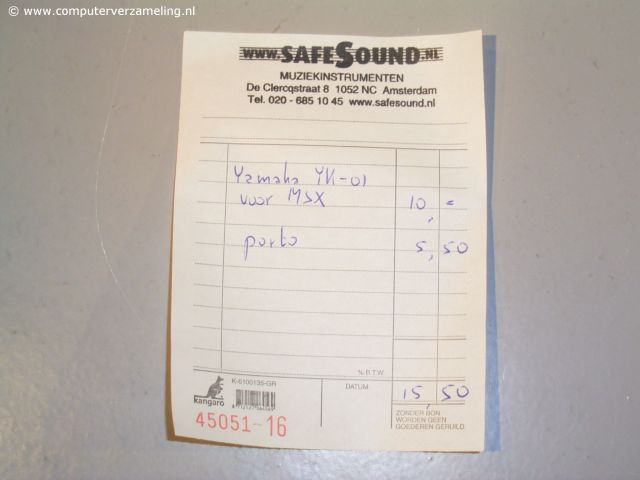 © www.computerverzameling.nl
www.SAFESOUND.NL
MUZIEKINSTRUMENTEN
De Clercqstraat 8 1052 NC Amsterdam
Tel. 020 - 685 10 45 www.safesound.nl
Yamaha YK-01
voor MSX 10,-
porto 5,50
% B.T.W.
K-6100135-GR
DATUM:
15,50
kangaro
45051-16
ZONDER BON
WORDEN GEEN
GOEDEREN GERUILD.